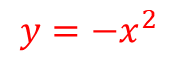 y = −x²